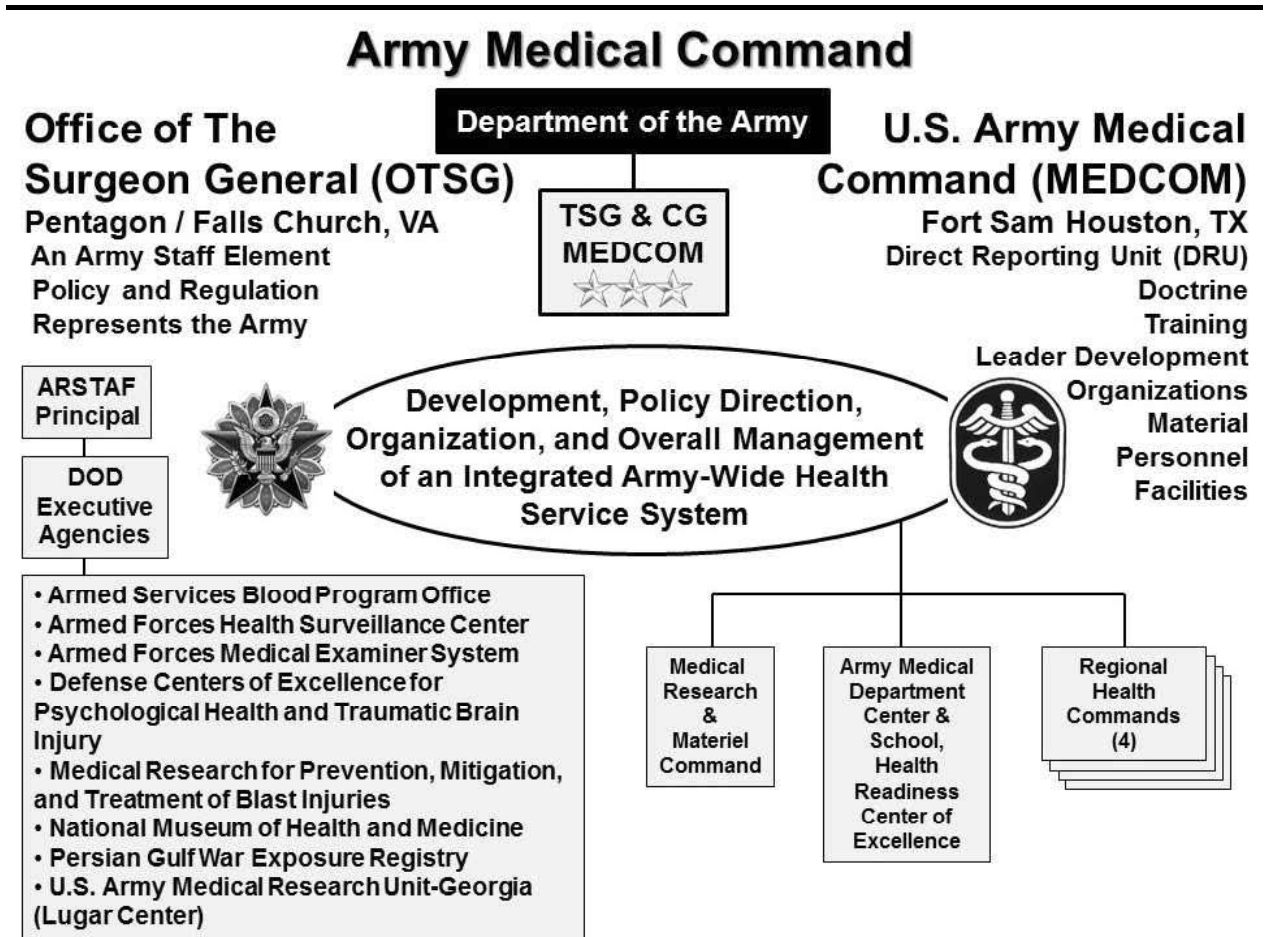 Army Medical Command
Department of the Army
TSG & CG
MEDCOM
Office of The
Surgeon General (OTSG)
Pentagon / Falls Church, VA
An Army Staff Element
Policy and Regulation
Represents the Army
U.S. Army Medical
Command (MEDCOM)
Fort Sam Houston, TX
Direct Reporting Unit (DRU)
Doctrine
Training
Leader Development
Organizations
Material
Personnel
Facilities
ARSTAF
Principal
DOD
Executive
Agencies
Development, Policy Direction,
Organization, and Overall Management
of an Integrated Army-Wide Health
Service System
• Armed Services Blood Program Office
• Armed Forces Health Surveillance Center
• Armed Forces Medical Examiner System
• Defense Centers of Excellence for
Psychological Health and Traumatic Brain
Injury
• Medical Research for Prevention, Mitigation,
and Treatment of Blast Injuries
• National Museum of Health and Medicine
• Persian Gulf War Exposure Registry
• U.S. Army Medical Research Unit-Georgia
(Lugar Center)
Medical
Research
&
Materiel
Command
Army Medical
Department
Center &
School,
Health
Readiness
Center of
Excellence
Regional
Health
Commands
(4)